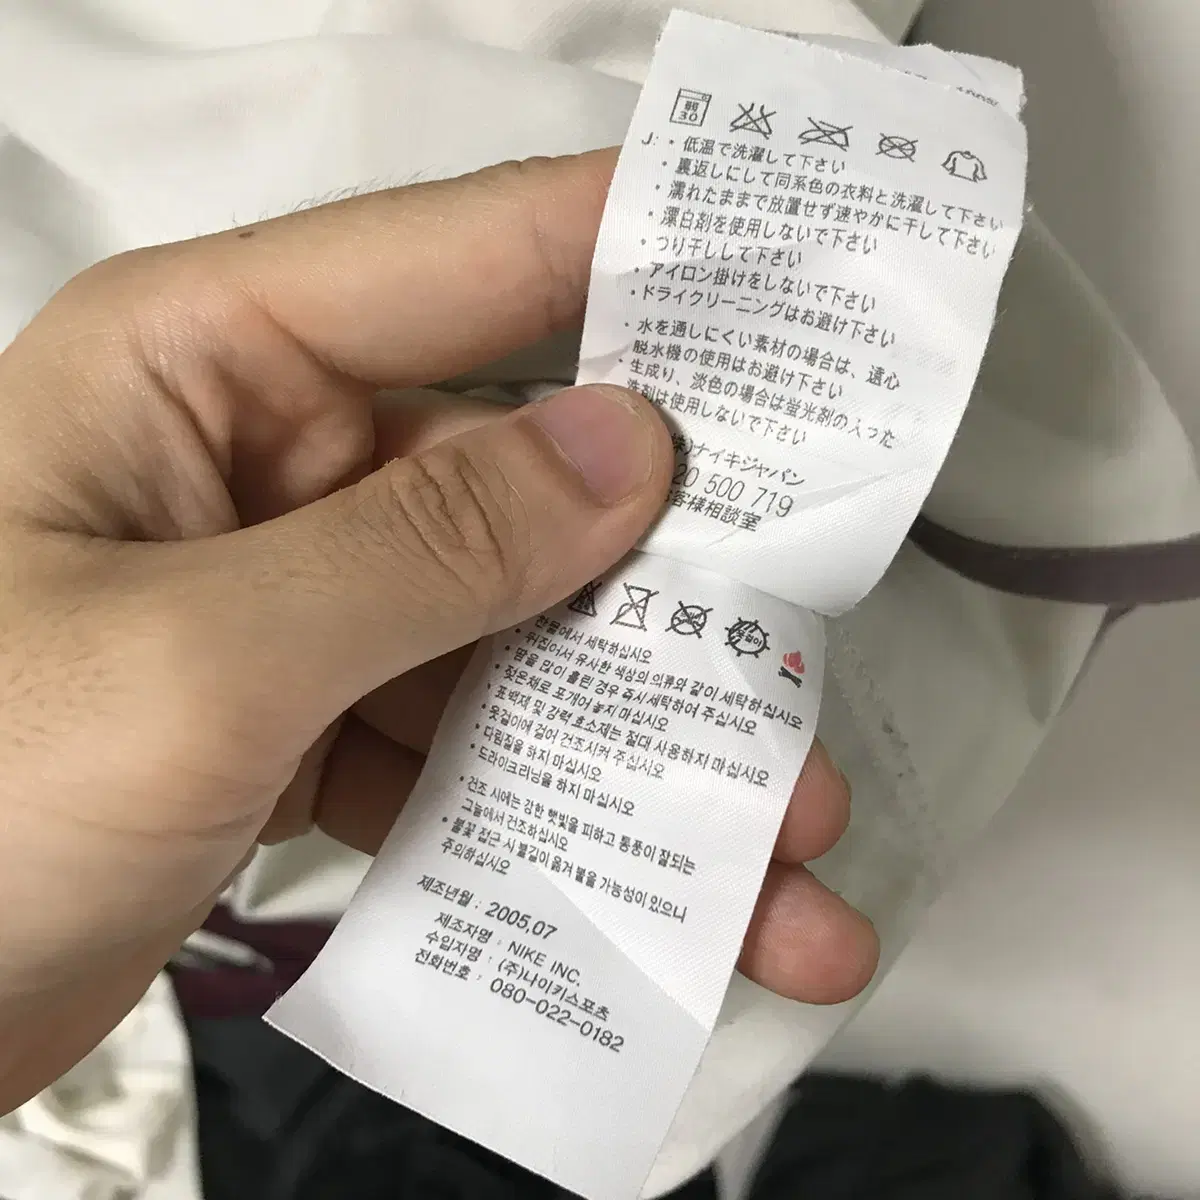 100%
弱
30
J: ・低温で洗濯して下さい
・裏返しにして同系色の衣料と洗濯して下さい
・濡れたままで放置せず速やかに干して下さい
・漂白剤を使用しないで下さい
・つり干しして下さい
・アイロン掛けをしないで下さい
・ドライクリーニングはお避け下さい
・水を通しにくい素材の場合は、遠心
脱水機の使用はお避け下さい
・生成り、淡色の場合は蛍光剤の入った
洗剤は使用しないで下さい
株)ナイキジャパン
20 500 719
お客様相談室
옷걸이
찬물에서 세탁하십시오
• 뒤집어서 유사한 색상의 의류와 같이 세탁하십시오
• 땀을 많이 흘린 경우 즉시 세탁하여 주십시오
• 젖은채로 포개어 놓지 마십시오
• 표백제 및 강력 효소제는 절대 사용하지 마십시오
• 옷걸이에 걸어 건조시켜 주십시오
• 다림질을 하지 마십시오
• 드라이크리닝을 하지 마십시오
• 건조 시에는 강한 햇빛을 피하고 통풍이 잘되는
그늘에서 건조하십시오
• 불꽃 접근 시 불길이 옮겨 붙을 가능성이 있으니
주의하십시오
제조년월 : 2005.07
제조자명 : NIKE INC.
수입자명 : (주)나이키스포츠
전화번호 : 080-022-0182